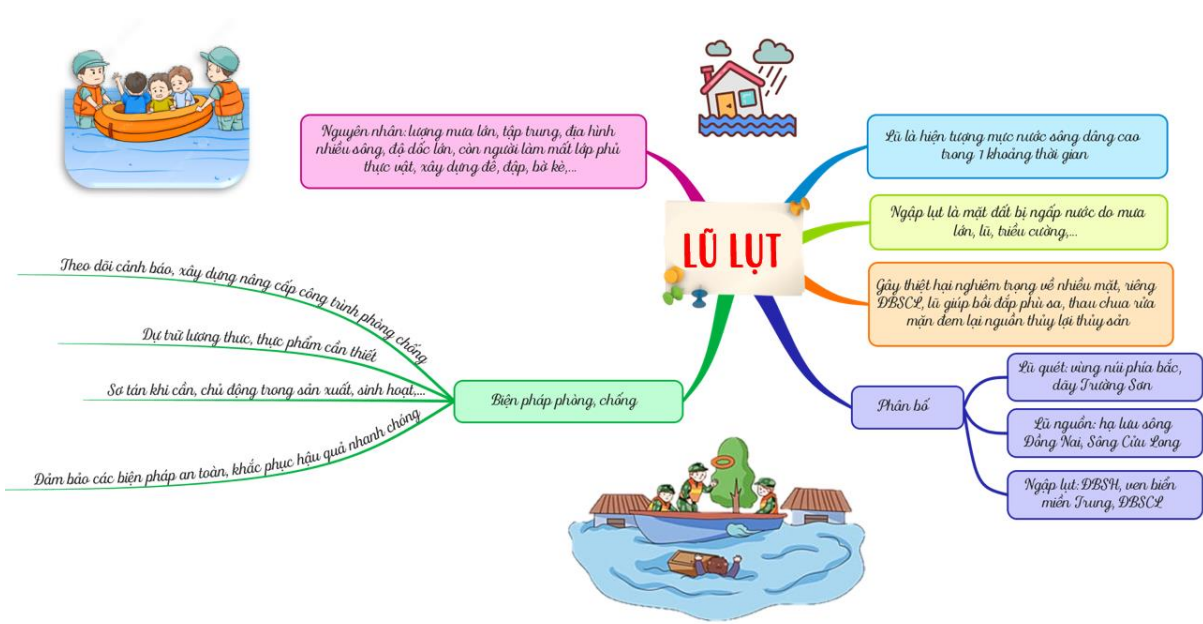 LŨ LỤT
Nguyên nhân: lượng mưa lớn, tập trung, địa hình
nhiều sông, độ dốc lớn, còn người làm mất lớp phủ
thực vật, xây dựng đê, đập, bờ kè,...
Lũ là hiện tượng mực nước sông dâng cao
trong 1 khoảng thời gian
Ngập lụt là mặt đất bị ngấp nước do mưa
lớn, lũ, triều cường,...
Gây thiệt hại nghiêm trọng về nhiều mặt, riêng
ĐBSCL, lũ giúp bồi đắp phù sa, thau chua rửa
mặn đem lại nguồn thủy lợi thủy sản
Phân bố
Lũ quét: vùng núi phía bắc,
dãy Trường Sơn
Lũ nguồn: hạ lưu sông
Đồng Nai, Sông Cửu Long
Ngập lụt: ĐBSH, ven biển
miền Trung, ĐBSCL
Biện pháp phòng, chống
Theo dõi cảnh báo, xây dựng nâng cấp công trình phòng chống
Dự trữ lương thưc, thực phẩm cần thiết
Sơ tán khi cần, chủ động trong sản xuất, sinh hoạt,...
Đảm bảo các biện pháp an toàn, khắc phục hậu quả nhanh chóng